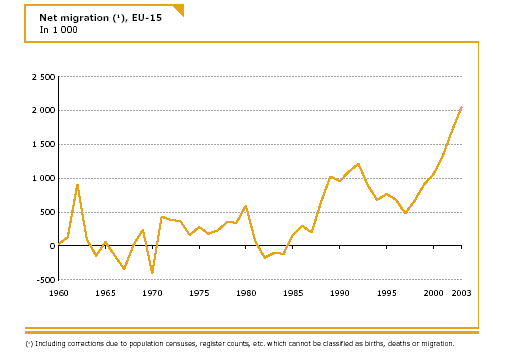 Net migration (¹), EU-15
In 1 000
2 500
2 000
1 500
1 000
500
0
-500
1960 1965 1970 1975 1980 1985 1990 1995 2000 2003
(¹) Including corrections due to population censuses, register counts, etc. which cannot be classified as births, deaths or migration.